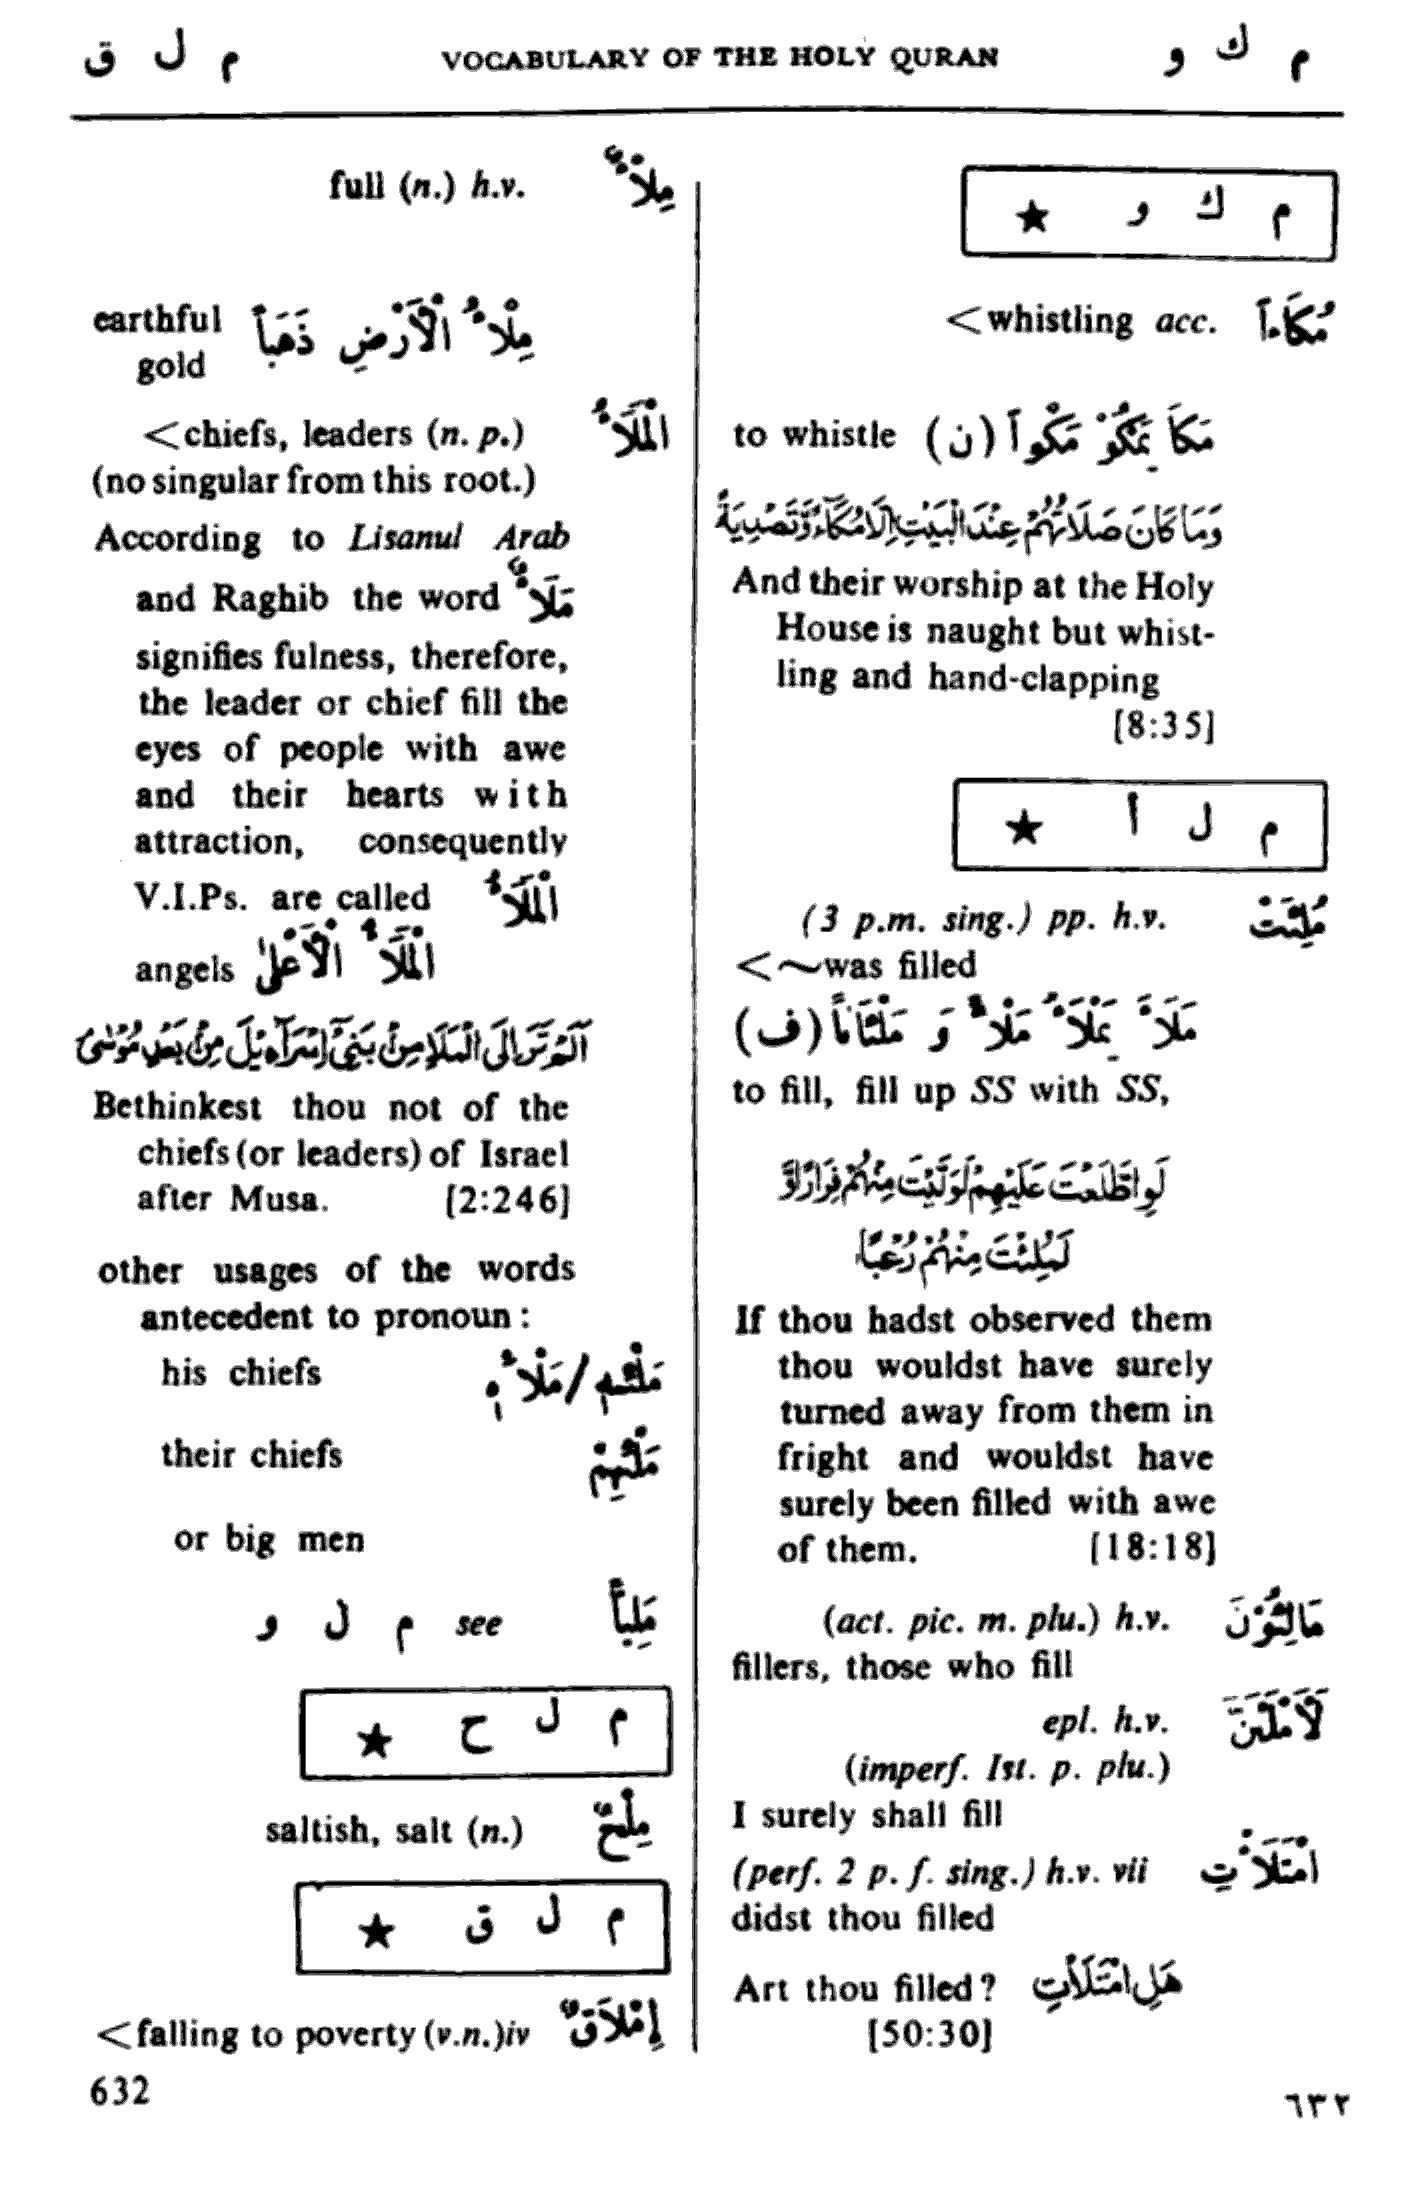 م ل ق VOCABULARY OF THE HOLY QURAN م ك و
م ك و ★
<whistling acc. مُكَاءً
to whistle مَكَا يَمْكُوْ مَكْواً (ن)
وَمَا كَانَ صَلَاتُهُمْ عِنْدَ الْبَيْتِ إِلَّا مُكَآءً وَّتَصْدِيَةً
And their worship at the Holy
House is naught but whist-
ling and hand-clapping
[8:35]
م ل أ ★
(3 p.m. sing.) pp. h.v. مُلِئَتْ
<~was filled
مَلَأَ يَمْلَأُ مَلْأً وَ مَلْئَاناً (ف)
to fill, fill up SS with SS,
لَوِ اطَّلَعْتَ عَلَيْهِمْ لَوَلَّيْتَ مِنْهُمْ فِرَارًا وَّ
لَمُلِئْتَ مِنْهُمْ رُعْبًا
If thou hadst observed them
thou wouldst have surely
turned away from them in
fright and wouldst have
surely been filled with awe
of them. [18:18]
(act. pic. m. plu.) h.v. مَالِئُوْنَ
fillers, those who fill
epl. h.v. لَأَمْلَئَنَّ
(imperf. Ist. p. plu.)
I surely shall fill
(perf. 2 p. f. sing.) h.v. vii امْتَلَأْتِ
didst thou filled
Art thou filled? هَلِ امْتَلَأْتِ
[50:30]
full (n.) h.v. مِلْأٌ
earthful مِلْأُ الْأَرْضِ ذَهَباً
gold
<chiefs, leaders (n. p.) الْمَلَأُ
(no singular from this root.)
According to Lisanul Arab
and Raghib the word مَلَأٌ
signifies fulness, therefore,
the leader or chief fill the
eyes of people with awe
and their hearts with
attraction, consequently
V.I.Ps. are called الْمَلَأُ
angels الْمَلَأُ الْأَعْلىٰ
آلَمْ تَرَ إِلَى الْمَلَإِ مِنْ بَنِيْٓ إِسْرَآءِيْلَ مِنْ بَعْدِ مُوْسٰى
Bethinkest thou not of the
chiefs (or leaders) of Israel
after Musa. [2:246]
other usages of the words
antecedent to pronoun :
his chiefs مَلَئِهٖ/مَلَأُهٖ
their chiefs مَلَئِهِمْ
or big men
see م ل و مَلِيًّا
م ل ح ★
saltish, salt (n.) مِلْحٌ
م ل ق ★
<falling to poverty (v.n.)iv إِمْلَاقٌ
632 ٦٣٢